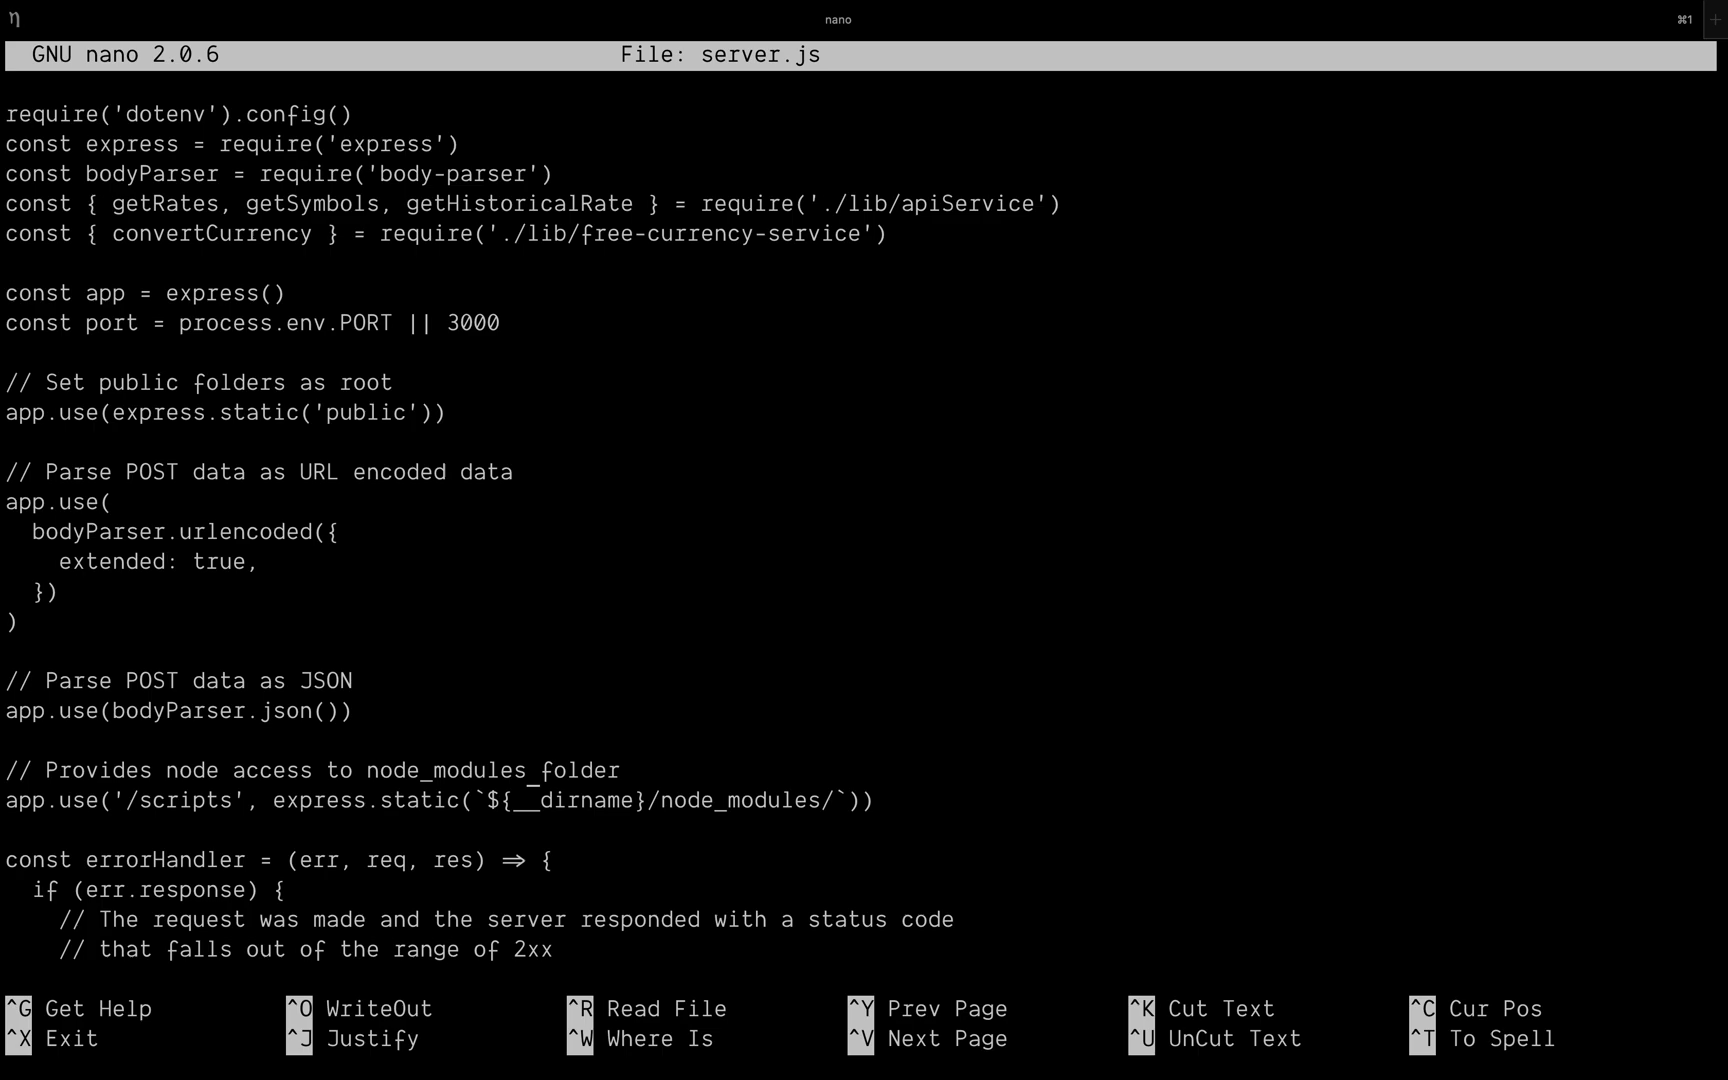 η nano ⌘1 +
GNU nano 2.0.6 File: server.js
require('dotenv').config()
const express = require('express')
const bodyParser = require('body-parser')
const { getRates, getSymbols, getHistoricalRate } = require('./lib/apiService')
const { convertCurrency } = require('./lib/free-currency-service')
const app = express()
const port = process.env.PORT || 3000
// Set public folders as root
app.use(express.static('public'))
// Parse POST data as URL encoded data
app.use(
  bodyParser.urlencoded({
    extended: true,
  })
)
// Parse POST data as JSON
app.use(bodyParser.json())
// Provides node access to node_modules folder
app.use('/scripts', express.static(`${__dirname}/node_modules/`))
const errorHandler = (err, req, res) => {
  if (err.response) {
    // The request was made and the server responded with a status code
    // that falls out of the range of 2xx
^G Get Help ^O WriteOut ^R Read File ^Y Prev Page ^K Cut Text ^C Cur Pos
^X Exit ^J Justify ^W Where Is ^V Next Page ^U UnCut Text ^T To Spell